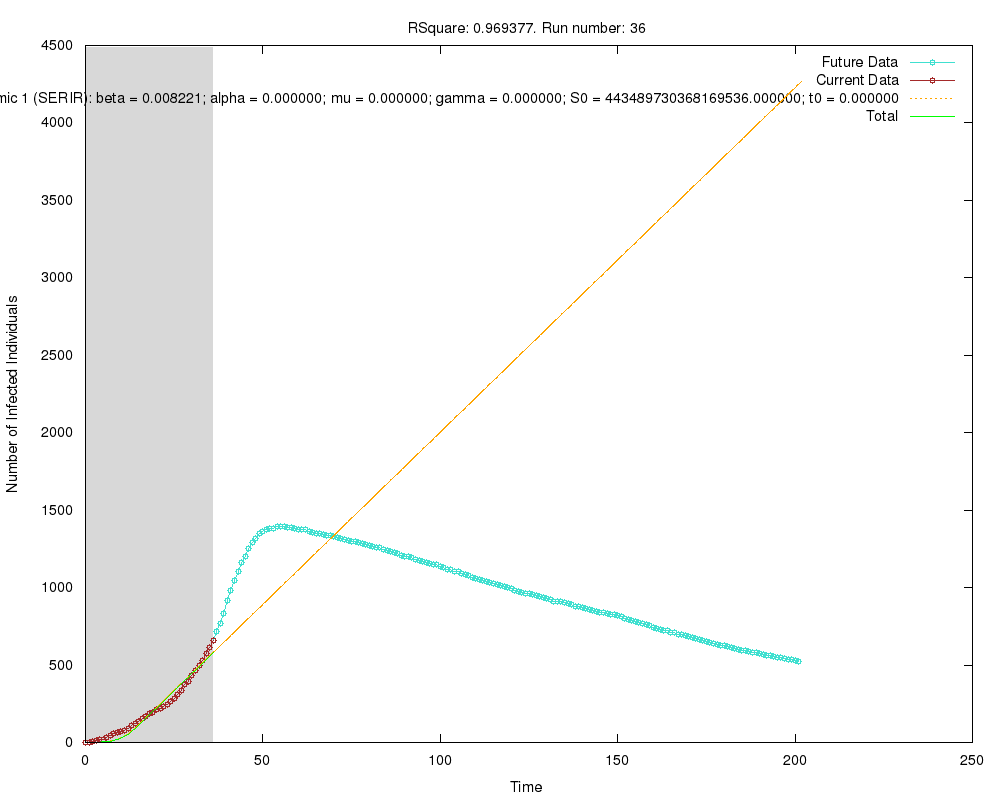 RSquare: 0.969377. Run number: 36
Future Data
Current Data
mic 1 (SERIR): beta = 0.008221; alpha = 0.000000; mu = 0.000000; gamma = 0.000000; S0 = 443489730368169536.000000; t0 = 0.000000
Total
4500
4000
3500
3000
2500
2000
1500
1000
500
0
Number of Infected Individuals
0 50 100 150 200 250
Time